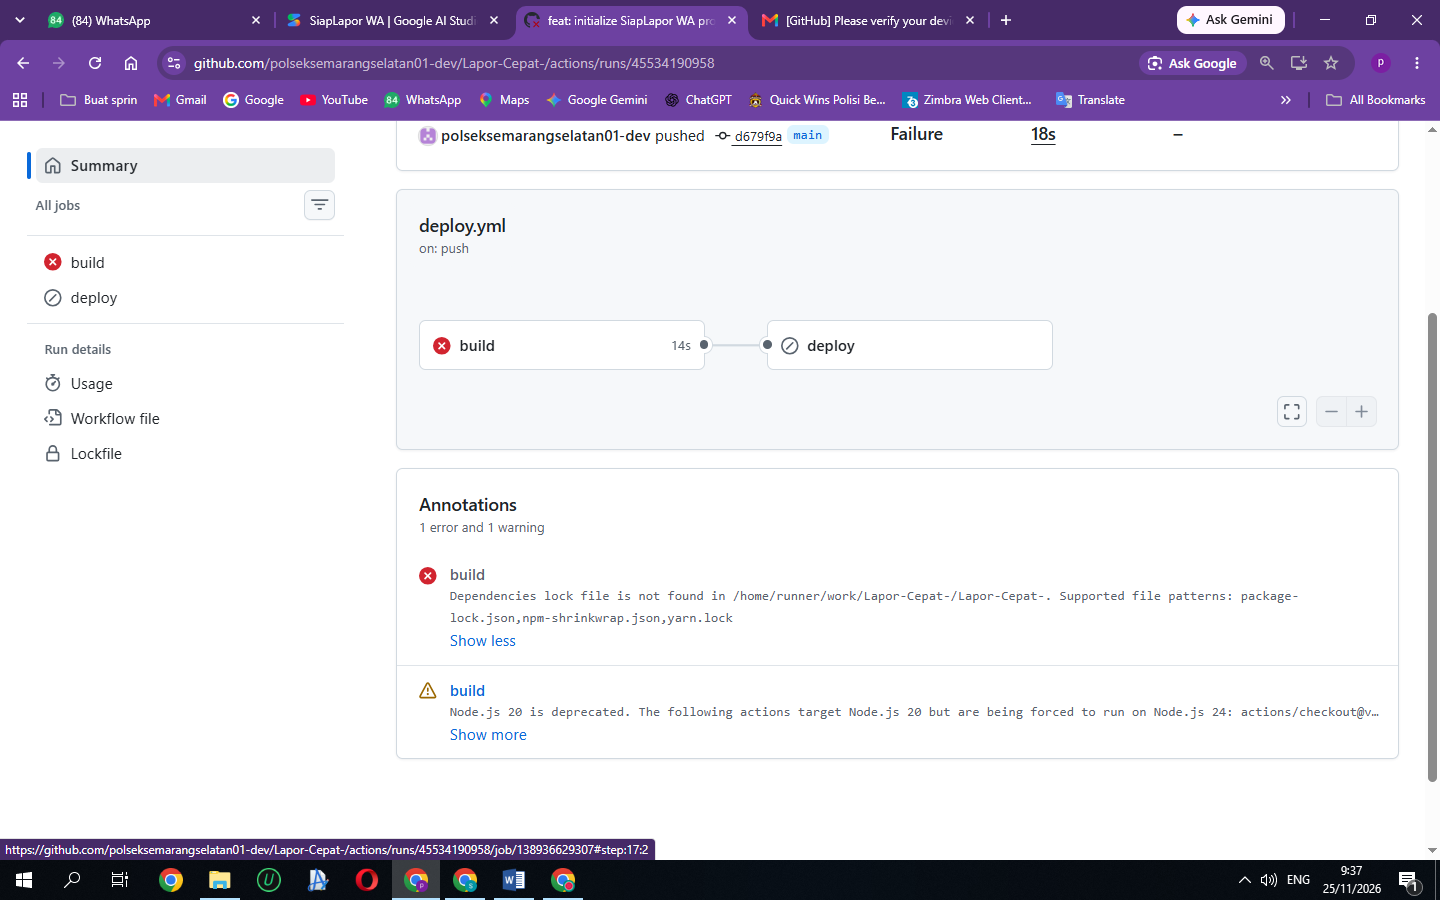 84
(84) WhatsApp
SiapLapor WA | Google AI Studi
feat: initialize SiapLapor WA pro
[GitHub] Please verify your devi
Ask Gemini
github.com/polseksemarangselatan01-dev/Lapor-Cepat-/actions/runs/45534190958
Ask Google
p
Buat sprin
Gmail
Google
YouTube
84
WhatsApp
Maps
Google Gemini
ChatGPT
Quick Wins Polisi Be...
Zimbra Web Client...
Translate
All Bookmarks
polseksemarangselatan01-dev pushed d679f9a main
Failure
18s
–
Summary
All jobs
build
deploy
Run details
Usage
Workflow file
Lockfile
deploy.yml
on: push
build
14s
deploy
Annotations
1 error and 1 warning
build
Dependencies lock file is not found in /home/runner/work/Lapor-Cepat-/Lapor-Cepat-. Supported file patterns: package-
lock.json,npm-shrinkwrap.json,yarn.lock
Show less
build
Node.js 20 is deprecated. The following actions target Node.js 20 but are being forced to run on Node.js 24: actions/checkout@v…
Show more
https://github.com/polseksemarangselatan01-dev/Lapor-Cepat-/actions/runs/45534190958/job/138936629307#step:17:2
ENG
9:37
25/11/2026
1